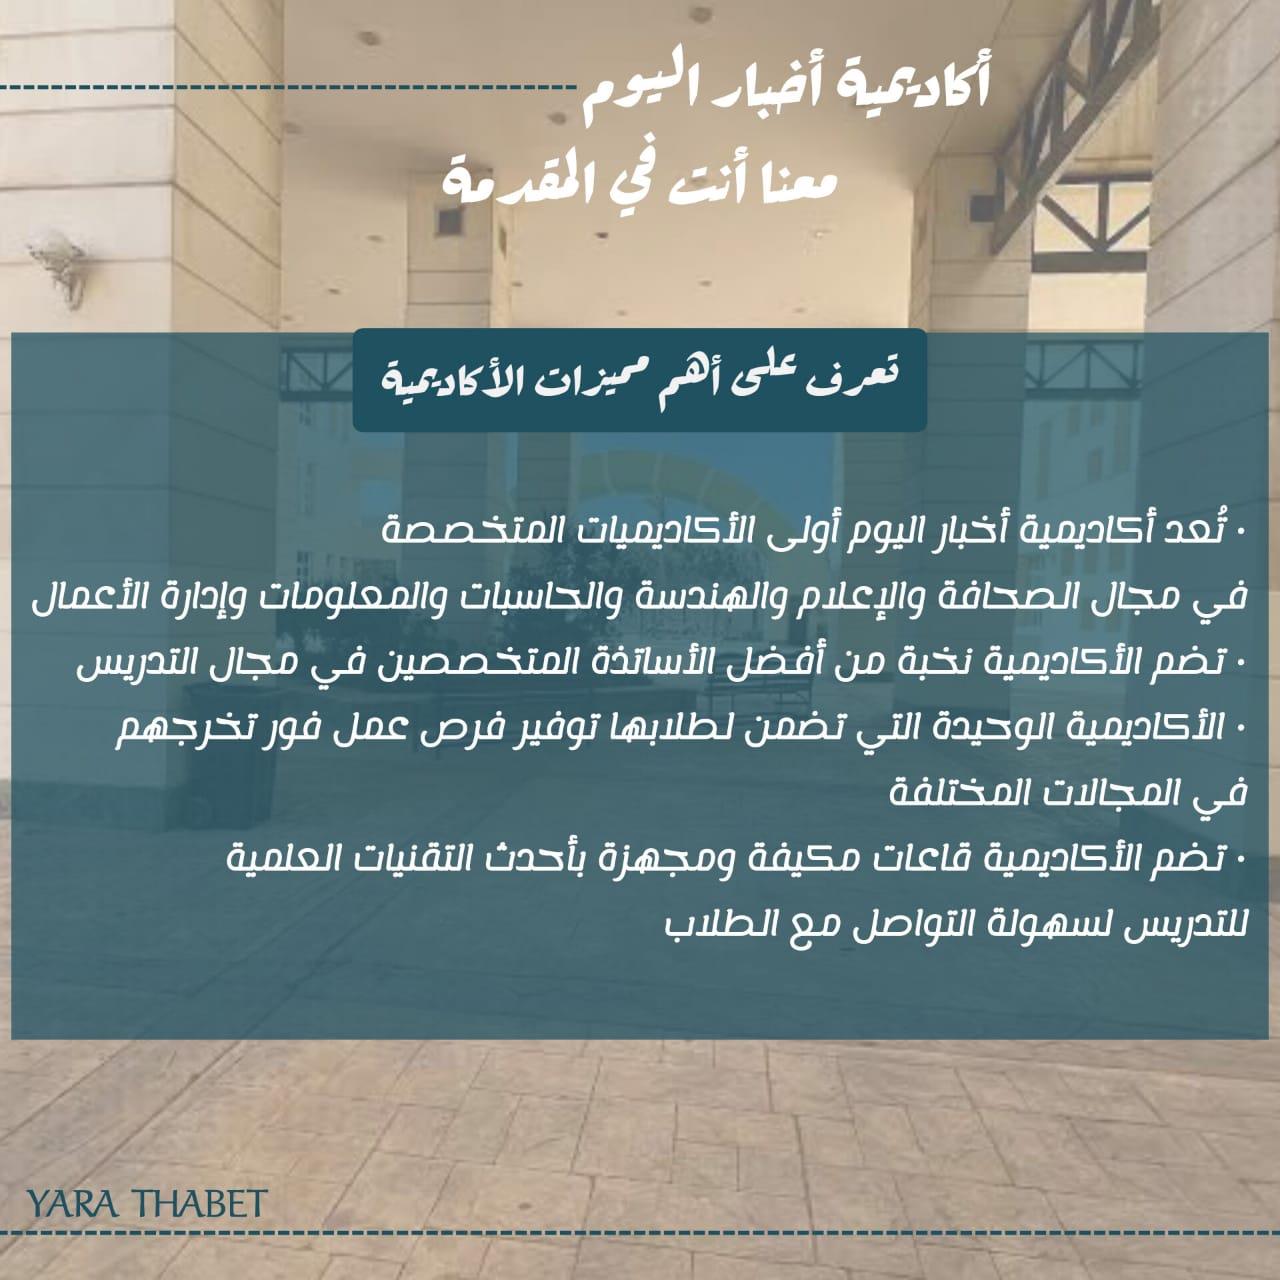 أكاديمية أخبار اليوم
معنا أنت في المقدمة
تعرف على أهم مميزات الأكاديمية
· تُعد أكاديمية أخبار اليوم أولى الأكاديميات المتخصصة
في مجال الصحافة والإعلام والهندسة والحاسبات والمعلومات وإدارة الأعمال
· تضم الأكاديمية نخبة من أفضل الأساتذة المتخصصين في مجال التدريس
· الأكاديمية الوحيدة التي تضمن لطلابها توفير فرص عمل فور تخرجهم
في المجالات المختلفة
· تضم الأكاديمية قاعات مكيفة ومجهزة بأحدث التقنيات العلمية
للتدريس لسهولة التواصل مع الطلاب
YARA THABET